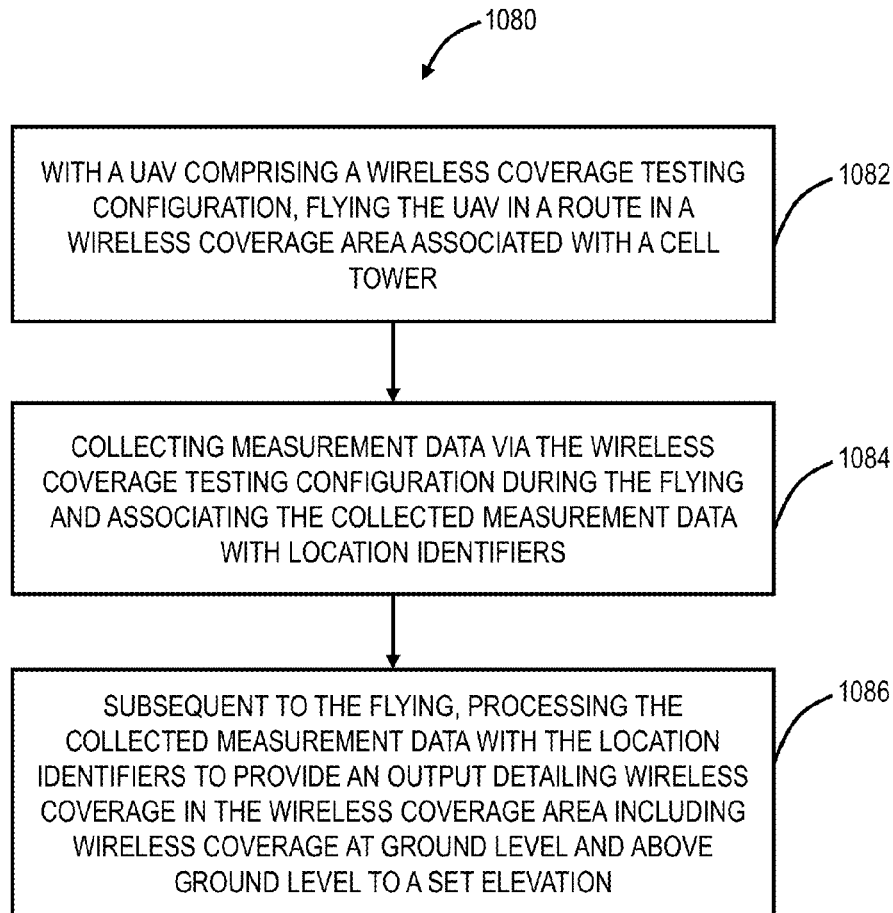 1080
WITH A UAV COMPRISING A WIRELESS COVERAGE TESTING
CONFIGURATION, FLYING THE UAV IN A ROUTE IN A
WIRELESS COVERAGE AREA ASSOCIATED WITH A CELL
TOWER
1082
COLLECTING MEASUREMENT DATA VIA THE WIRELESS
COVERAGE TESTING CONFIGURATION DURING THE FLYING
AND ASSOCIATING THE COLLECTED MEASUREMENT DATA
WITH LOCATION IDENTIFIERS
1084
SUBSEQUENT TO THE FLYING, PROCESSING THE
COLLECTED MEASUREMENT DATA WITH THE LOCATION
IDENTIFIERS TO PROVIDE AN OUTPUT DETAILING WIRELESS
COVERAGE IN THE WIRELESS COVERAGE AREA INCLUDING
WIRELESS COVERAGE AT GROUND LEVEL AND ABOVE
GROUND LEVEL TO A SET ELEVATION
1086